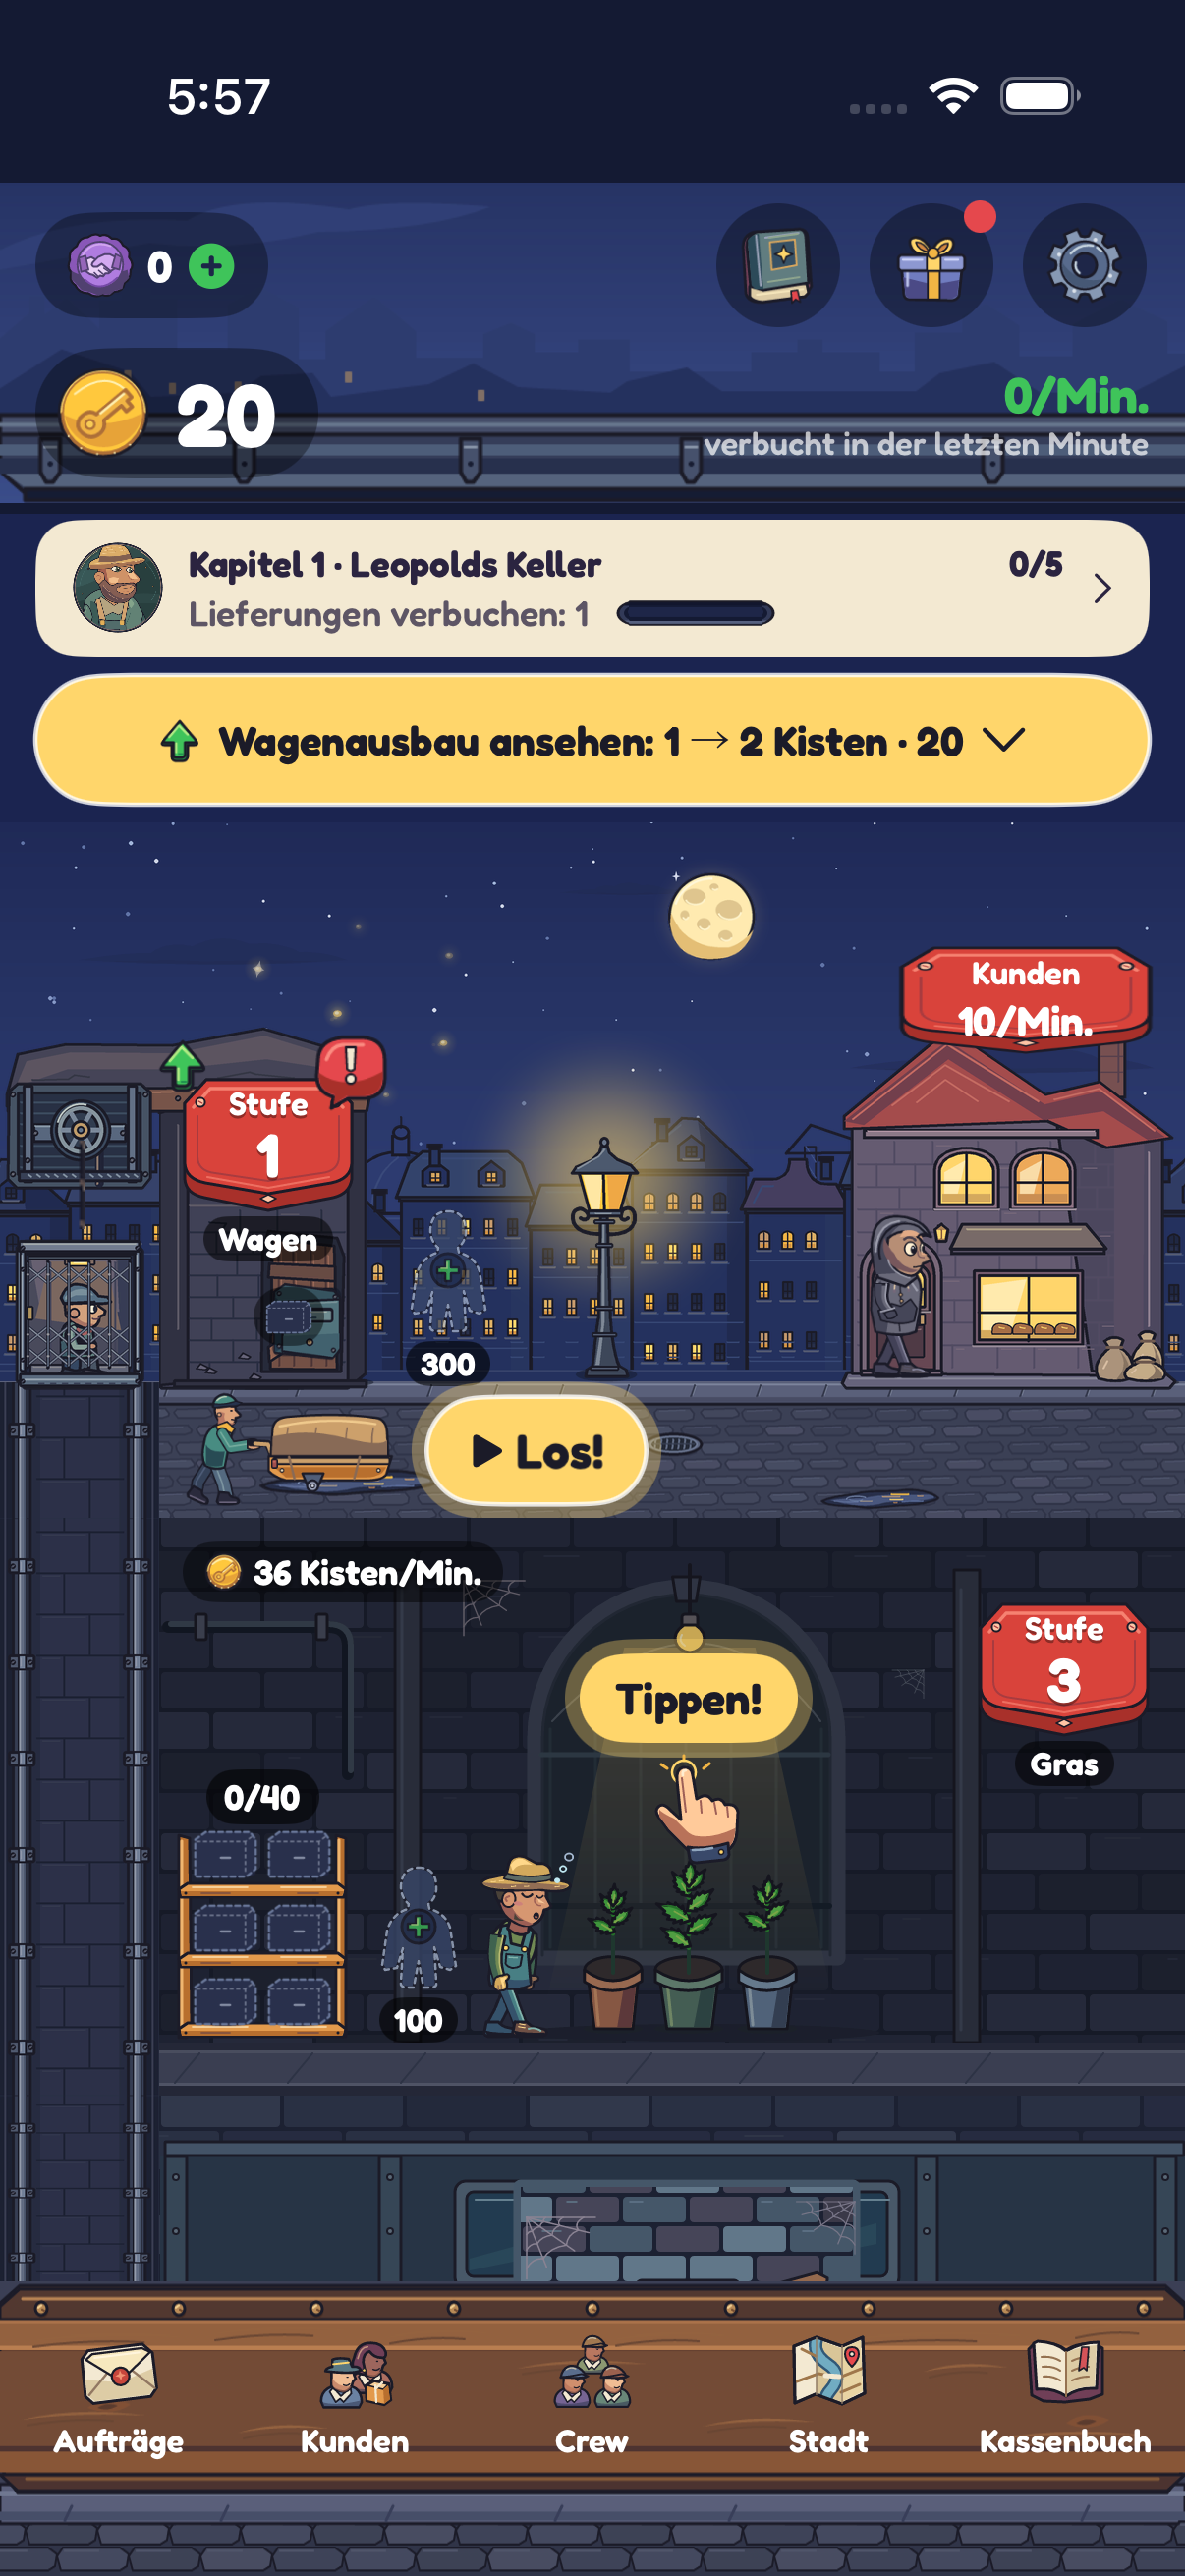 5:57
0
20
0/Min.
verbucht in der letzten Minute
Kapitel 1 · Leopolds Keller
0/5
Lieferungen verbuchen: 1
Wagenausbau ansehen: 1 → 2 Kisten · 20
Kunden
10/Min.
!
Stufe
1
Wagen
300
Los!
36 Kisten/Min.
Stufe
3
Tippen!
Gras
0/40
100
Aufträge
Kunden
Crew
Stadt
Kassenbuch